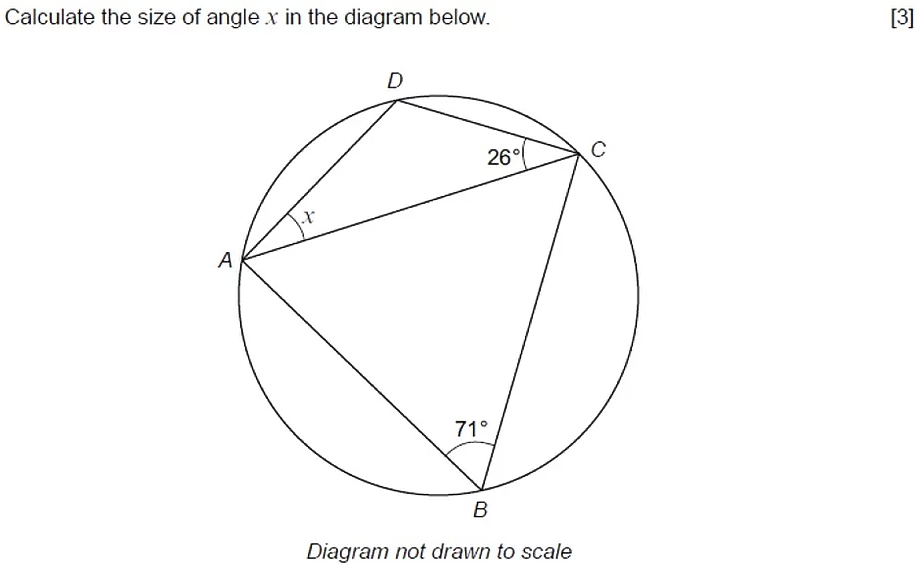 Calculate the size of angle x in the diagram below. [3]
D
C
26°
x
A
71°
B
Diagram not drawn to scale